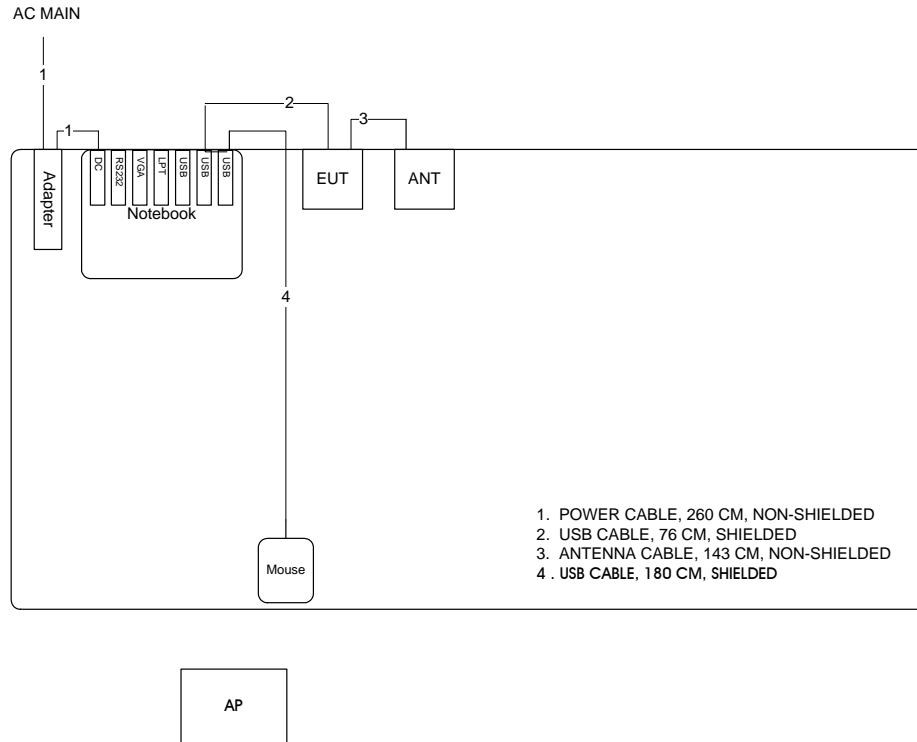 AC MAIN
1
2
3
1
Adapter
DC
RS232
VGA
LPT
USB
USB
USB
Notebook
EUT
ANT
4
Mouse
1. POWER CABLE, 260 CM, NON-SHIELDED
2. USB CABLE, 76 CM, SHIELDED
3. ANTENNA CABLE, 143 CM, NON-SHIELDED
4 . USB CABLE, 180 CM, SHIELDED
AP